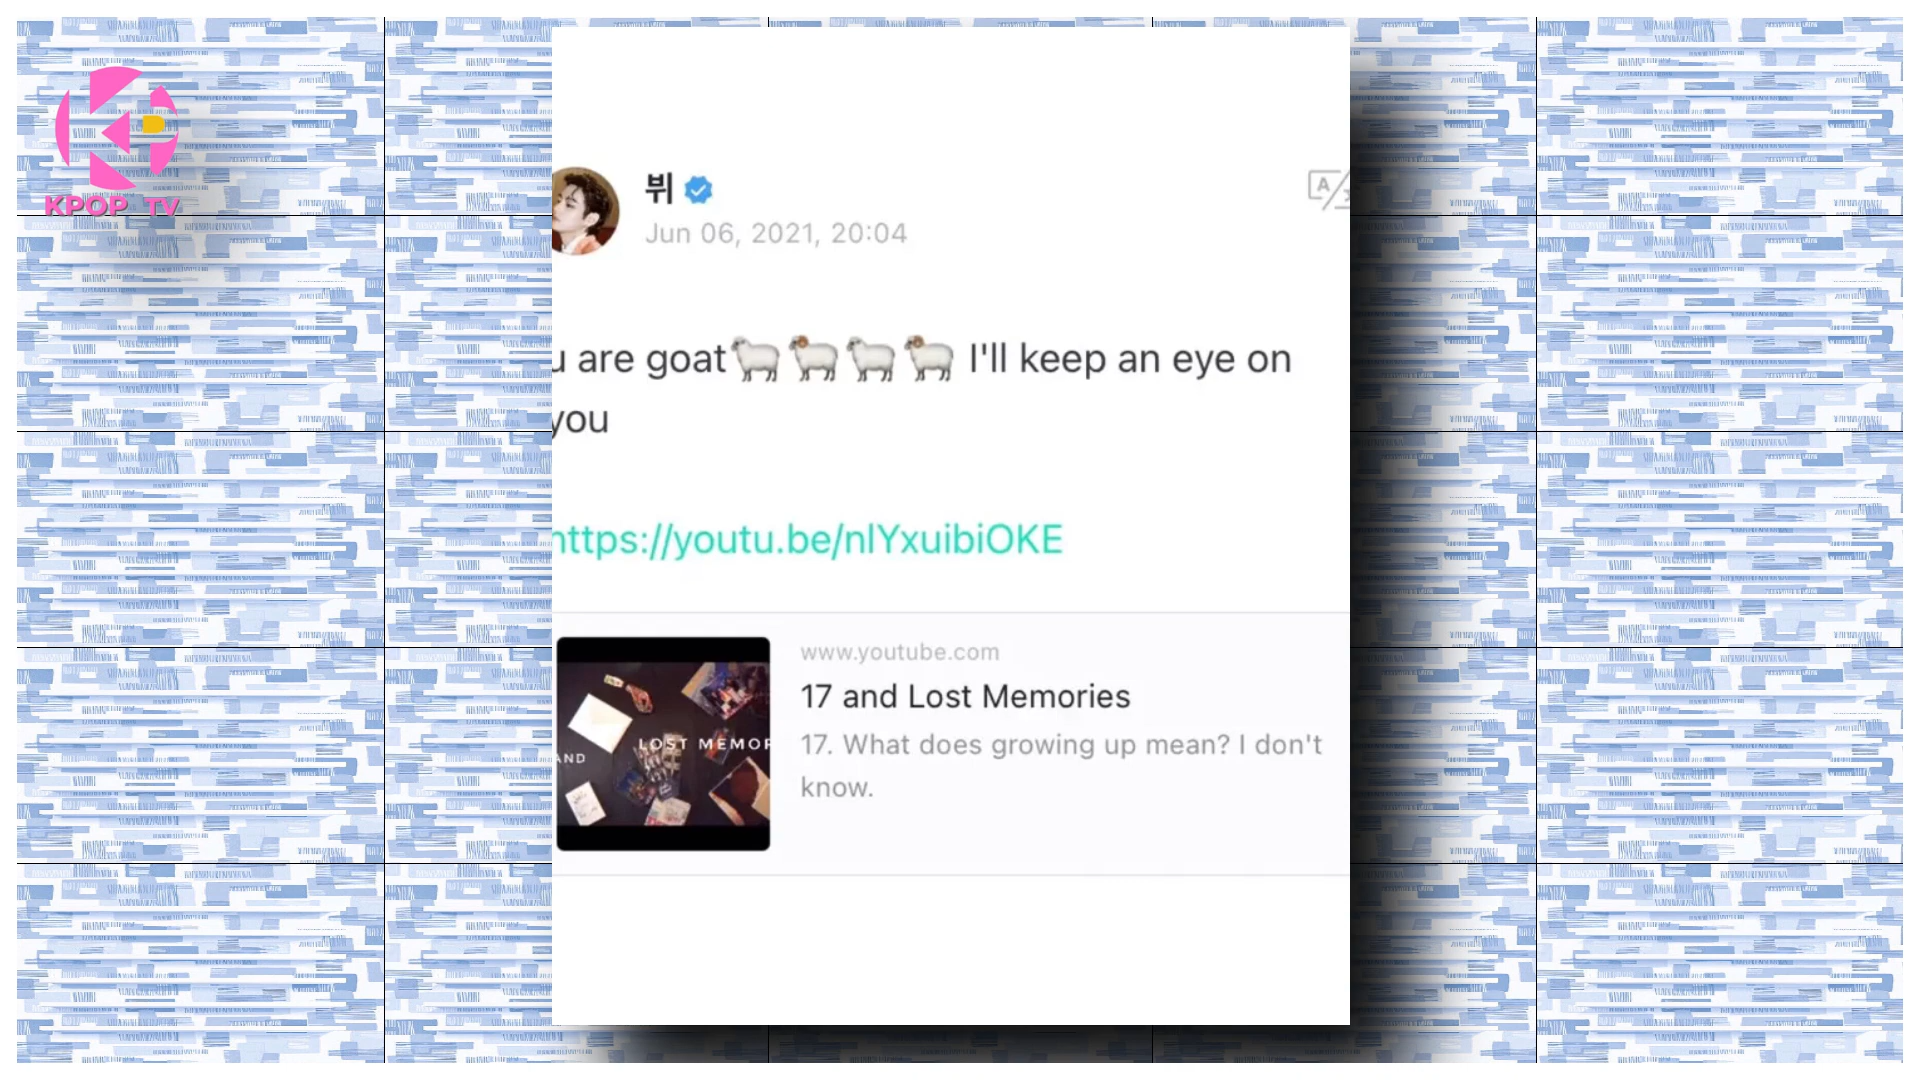 KPOP TV
뷔
Jun 06, 2021, 20:04
u are goat🐑🐏🐑🐏 I'll keep an eye on
you
https://youtu.be/nlYxuibiOKE
www.youtube.com
17 and Lost Memories
17. What does growing up mean? I don't
know.
LOST MEMOR
AND